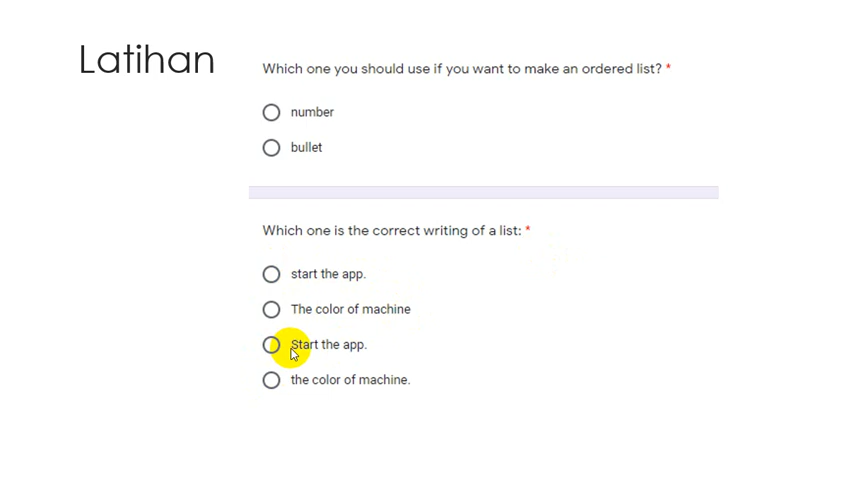 Latihan
Which one you should use if you want to make an ordered list? *
number
bullet
Which one is the correct writing of a list: *
start the app.
The color of machine
Start the app.
the color of machine.